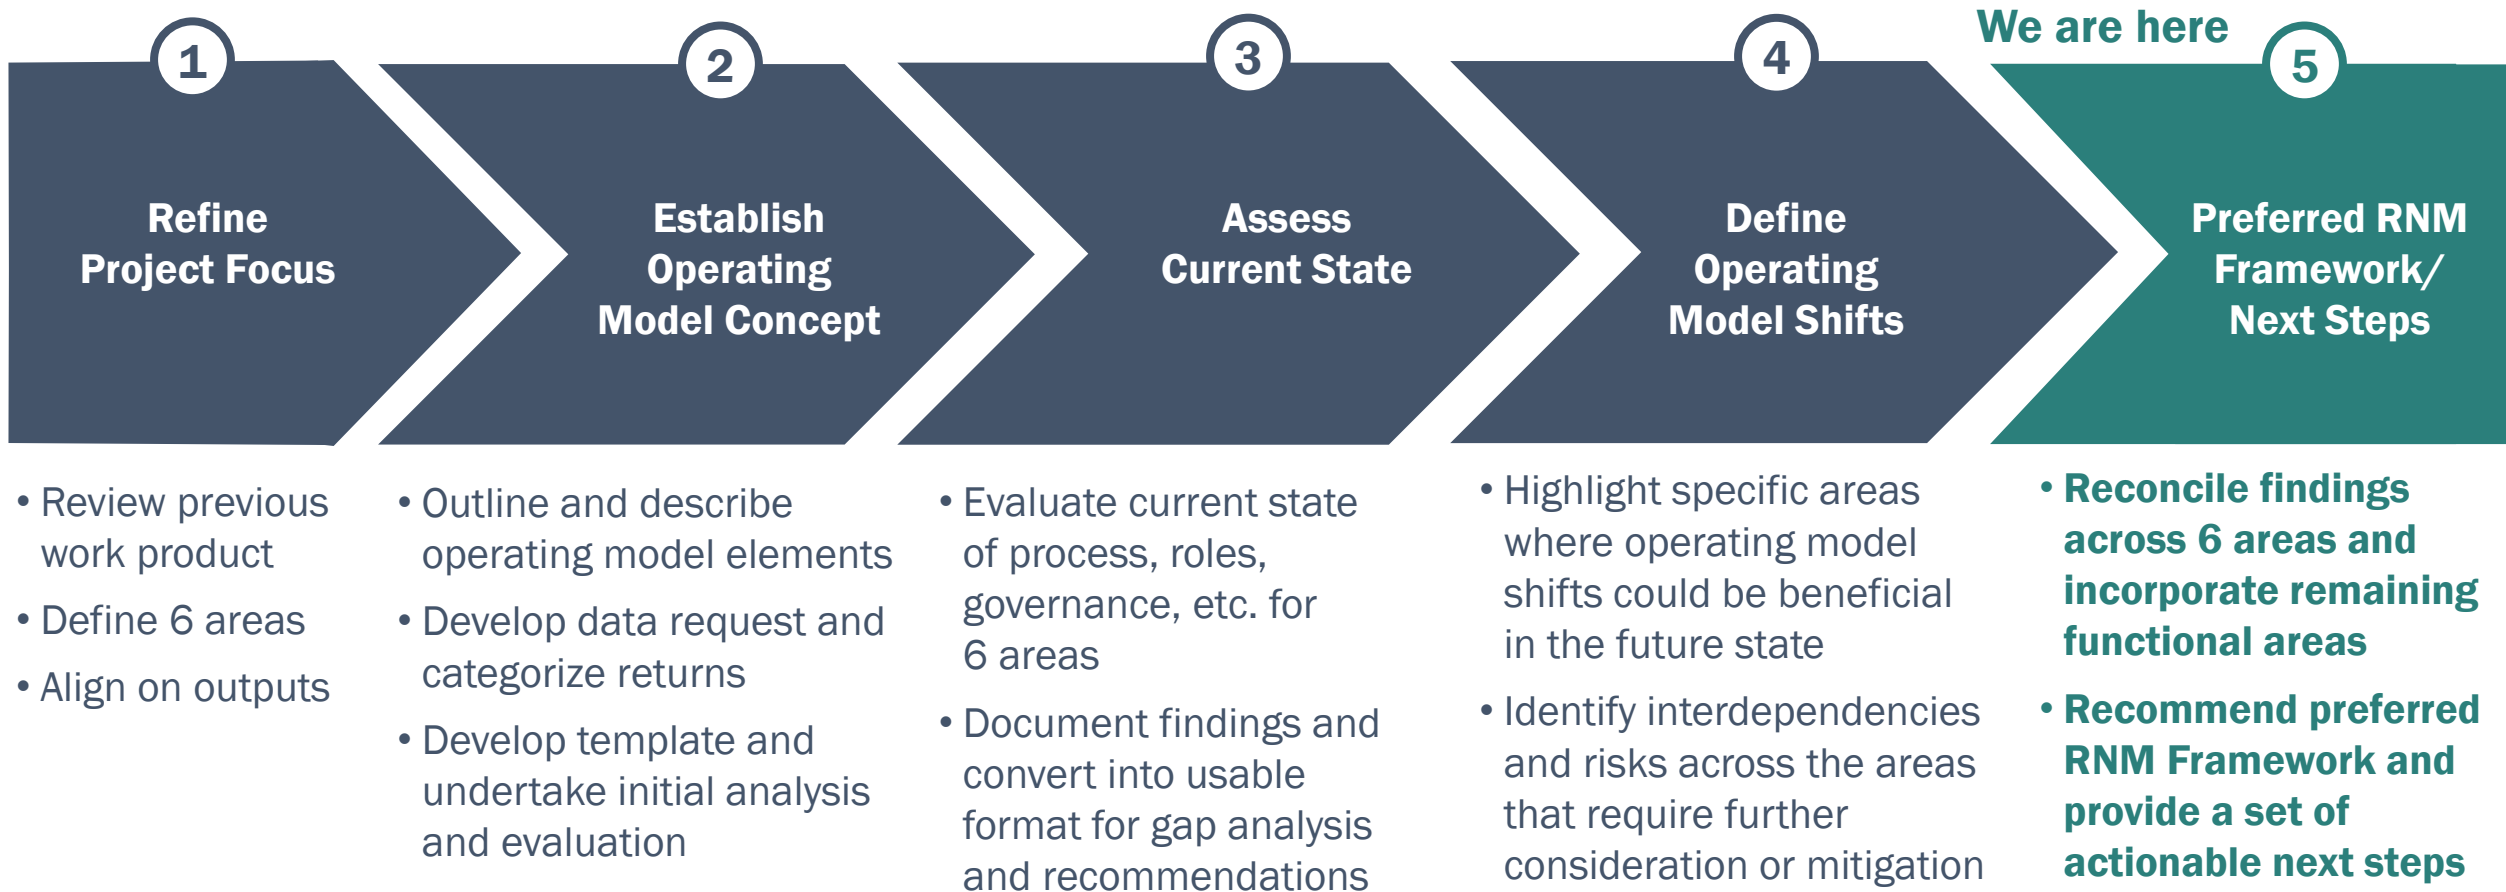 1
Refine
Project Focus
• Review previous
work product
• Define 6 areas
• Align on outputs
2
Establish
Operating
Model Concept
• Outline and describe
operating model elements
• Develop data request and
categorize returns
• Develop template and
undertake initial analysis
and evaluation
3
Assess
Current State
• Evaluate current state
of process, roles,
governance, etc. for
6 areas
• Document findings and
convert into usable
format for gap analysis
and recommendations
4
Define
Operating
Model Shifts
• Highlight specific areas
where operating model
shifts could be beneficial
in the future state
• Identify interdependencies
and risks across the areas
that require further
consideration or mitigation
We are here
5
Preferred RNM
Framework/
Next Steps
• Reconcile findings
across 6 areas and
incorporate remaining
functional areas
• Recommend preferred
RNM Framework and
provide a set of
actionable next steps